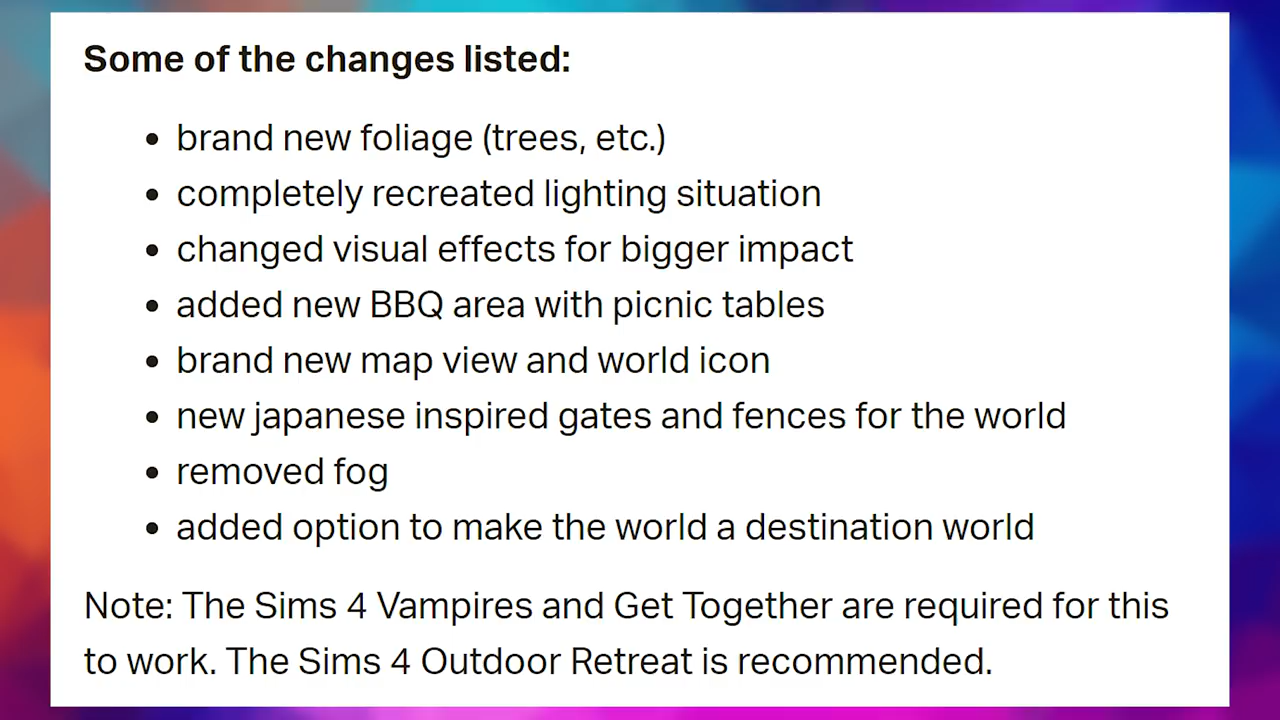 Some of the changes listed:
• brand new foliage (trees, etc.)
• completely recreated lighting situation
• changed visual effects for bigger impact
• added new BBQ area with picnic tables
• brand new map view and world icon
• new japanese inspired gates and fences for the world
• removed fog
• added option to make the world a destination world
Note: The Sims 4 Vampires and Get Together are required for this
to work. The Sims 4 Outdoor Retreat is recommended.